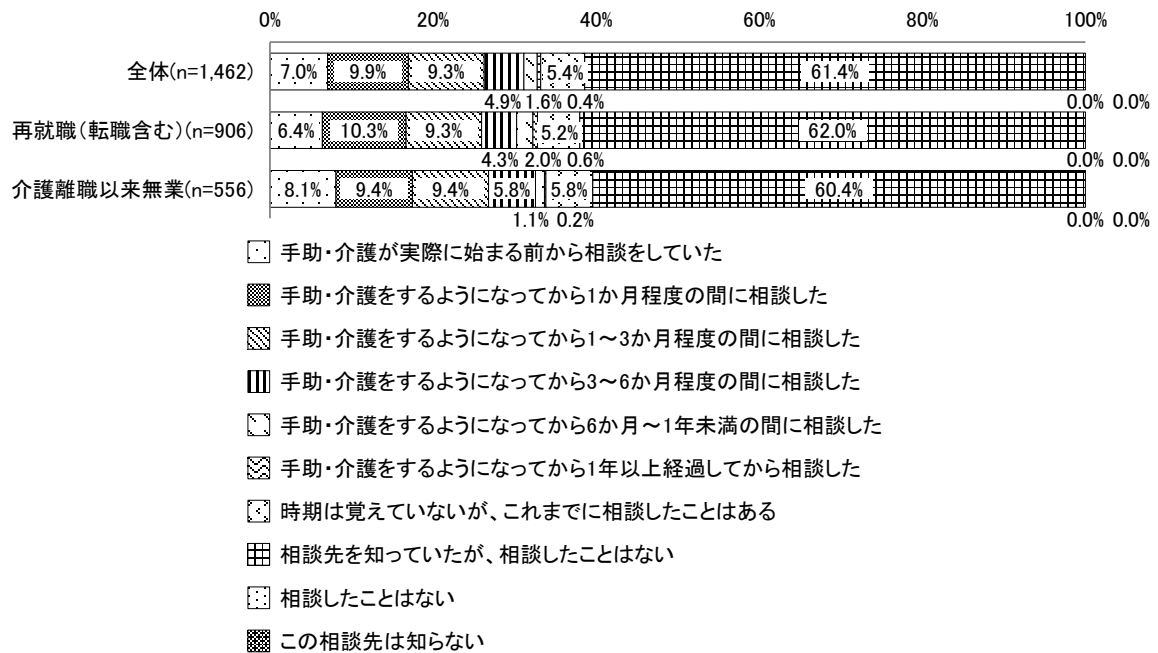 0% 20% 40% 60% 80% 100%
全体(n=1,462) 7.0% 9.9% 9.3% 5.4% 61.4%
4.9% 1.6% 0.4% 0.0% 0.0%
再就職（転職含む）(n=906) 6.4% 10.3% 9.3% 5.2% 62.0%
4.3% 2.0% 0.6% 0.0% 0.0%
介護離職以来無業(n=556) 8.1% 9.4% 9.4% 5.8% 5.8% 60.4%
1.1% 0.2% 0.0% 0.0%
手助・介護が実際に始まる前から相談をしていた
手助・介護をするようになってから1か月程度の間に相談した
手助・介護をするようになってから1～3か月程度の間に相談した
手助・介護をするようになってから3～6か月程度の間に相談した
手助・介護をするようになってから6か月～1年未満の間に相談した
手助・介護をするようになってから1年以上経過してから相談した
時期は覚えていないが、これまでに相談したことはある
相談先を知っていたが、相談したことはない
相談したことはない
この相談先は知らない